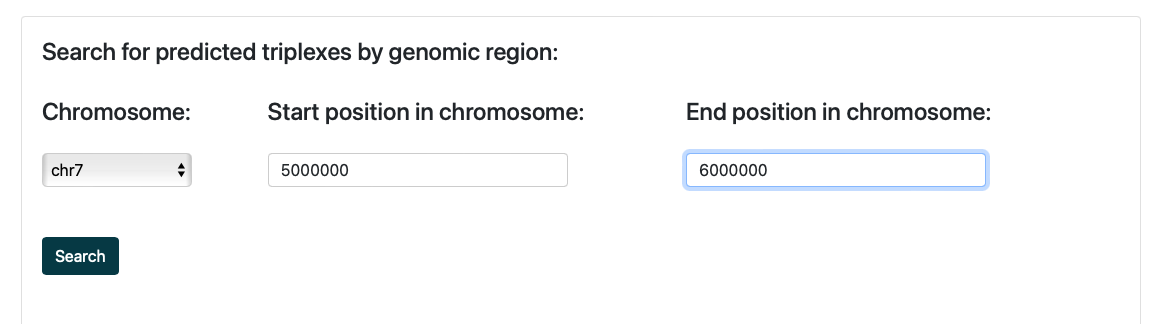 Search for predicted triplexes by genomic region:
Chromosome: Start position in chromosome: End position in chromosome:
chr7 5000000 6000000
Search